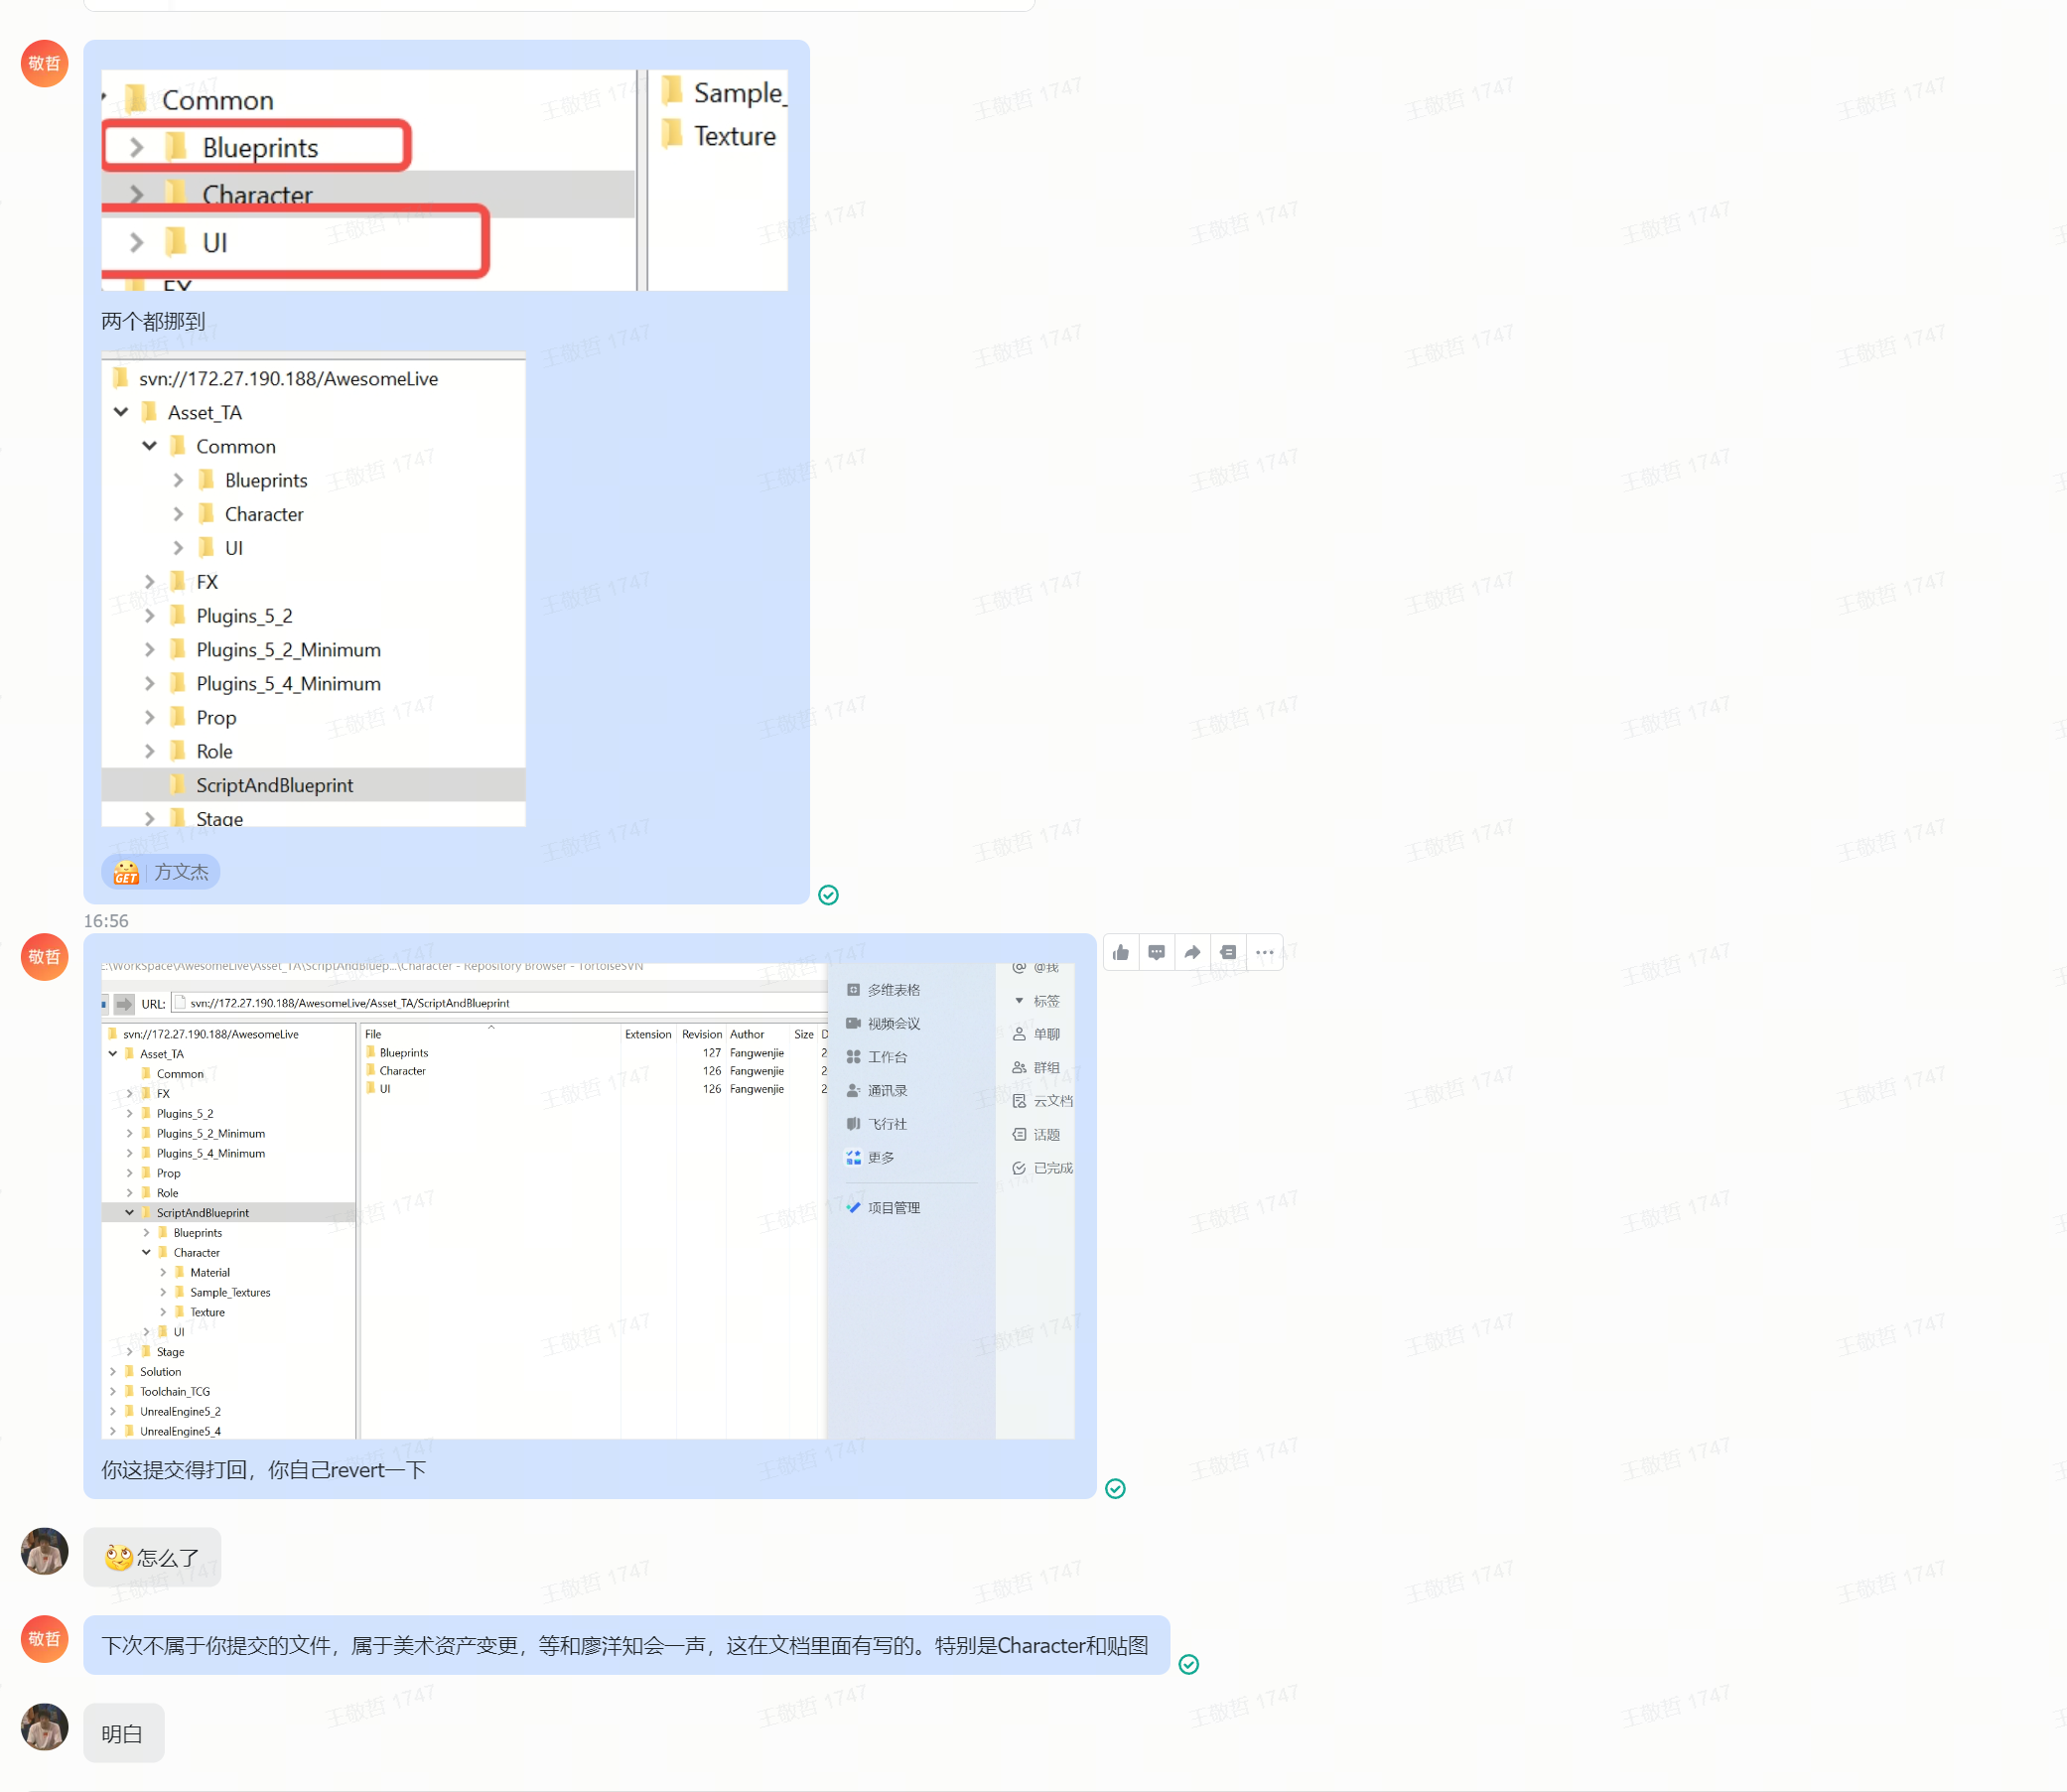 敬哲
Common
Blueprints
Character
UI
FX
Sample_
Texture
两个都挪到
svn://172.27.190.188/AwesomeLive
Asset_TA
Common
Blueprints
Character
UI
FX
Plugins_5_2
Plugins_5_2_Minimum
Plugins_5_4_Minimum
Prop
Role
ScriptAndBlueprint
Stage
GET 方文杰
16:56
敬哲
E:\WorkSpace\AwesomeLive\Asset_TA\ScriptAndBluep...\Character - Repository Browser - TortoiseSVN
URL: svn://172.27.190.188/AwesomeLive/Asset_TA/ScriptAndBlueprint
svn://172.27.190.188/AwesomeLive
Asset_TA
Common
FX
Plugins_5_2
Plugins_5_2_Minimum
Plugins_5_4_Minimum
Prop
Role
ScriptAndBlueprint
Blueprints
Character
Material
Sample_Textures
Texture
UI
Stage
Solution
Toolchain_TCG
UnrealEngine5_2
UnrealEngine5_4
File Extension Revision Author Size D
Blueprints 127 Fangwenjie 2
Character 126 Fangwenjie 2
UI 126 Fangwenjie 2
多维表格
视频会议
工作台
通讯录
飞行社
更多
项目管理
@我
标签
单聊
群组
云文档
话题
已完成
你这提交得打回，你自己revert一下
怎么了
敬哲
下次不属于你提交的文件，属于美术资产变更，等和廖洋知会一声，这在文档里面有写的。特别是Character和贴图
明白
王敬哲 1747